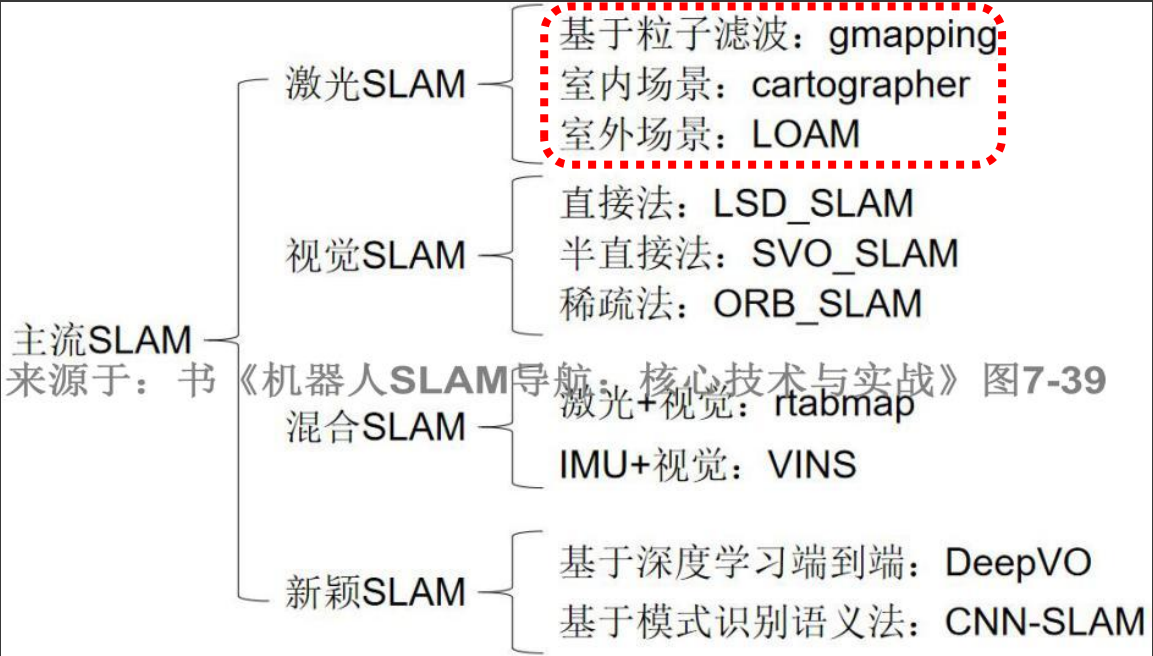 主流SLAM
激光SLAM
基于粒子滤波：gmapping
室内场景：cartographer
室外场景：LOAM
视觉SLAM
直接法：LSD_SLAM
半直接法：SVO_SLAM
稀疏法：ORB_SLAM
来源于：书《机器人SLAM导航：核心技术与实战》图7-39
混合SLAM
激光+视觉：rtabmap
IMU+视觉：VINS
新颖SLAM
基于深度学习端到端：DeepVO
基于模式识别语义法：CNN-SLAM